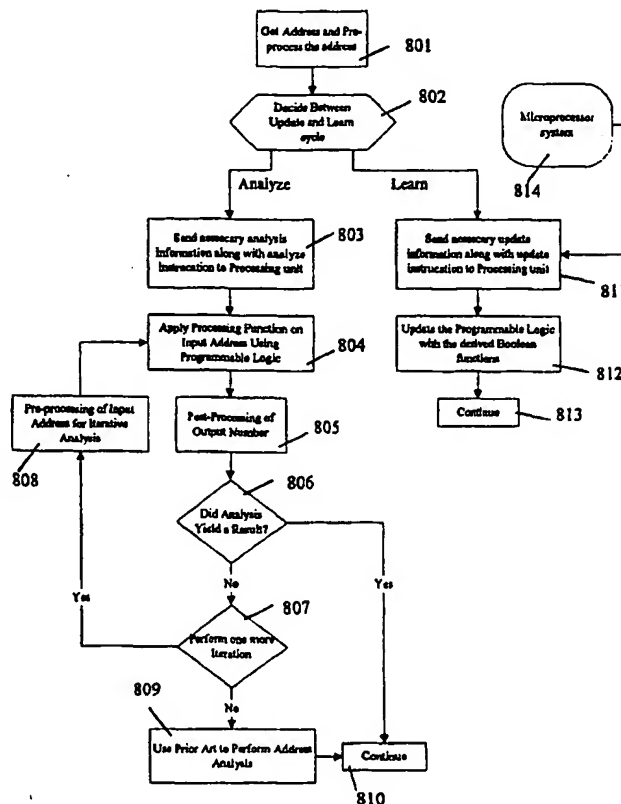 Get Address and Pre-
process the address
801
802
Decide Between
Update and Learn
cycle
Microprocessor
system
814
Analyze
Learn
Send necessary analysis
Information along with analyze
Instrucation to Processing unit
803
Send necessary update
information along with update
instrucation to Processing unit
811
Apply Processing Function on
Input Address Using
Programmable Logic
804
Update the Programmable Logic
with the derived Boolean
functions
812
Pre-processing of Input
Address for Iterative
Analysis
808
Post-Processing of
Output Number
805
Continue
813
806
Did Analysis
Yield a Result?
No
Yes
Yes
807
Perform one more
Iteration
No
809
Use Prior Art to Perform Address
Analysis
Continue
810